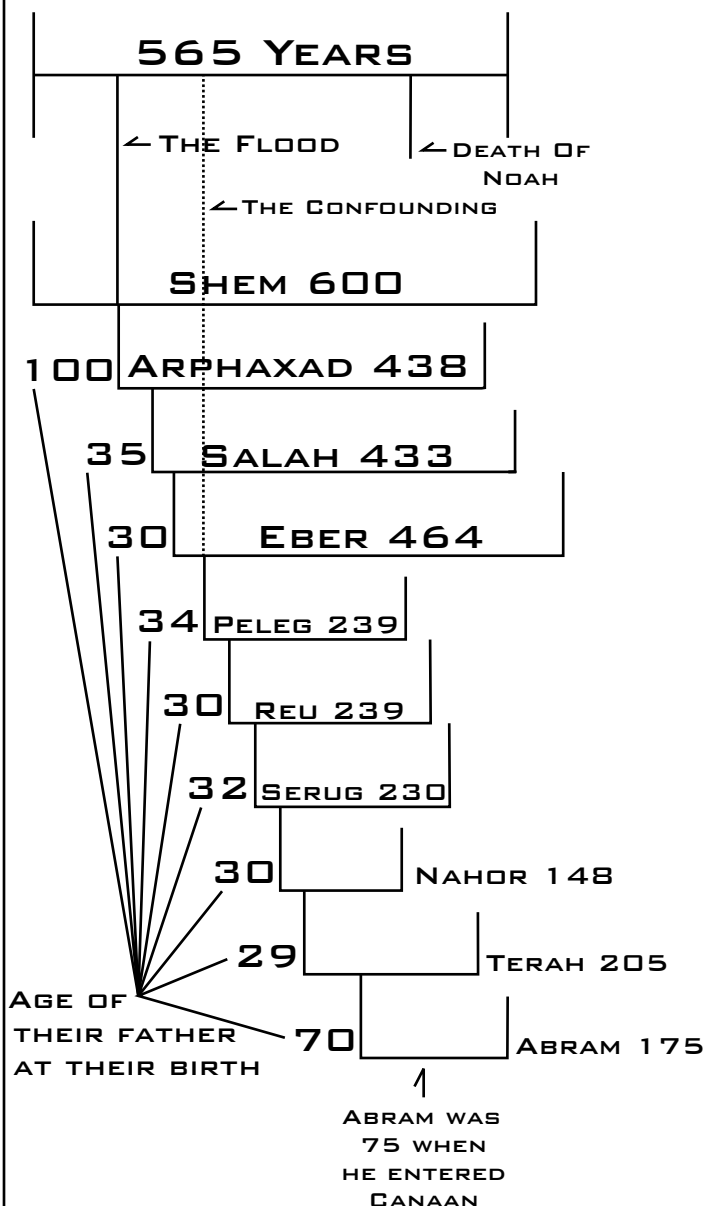 565 Years
The Flood
Death Of
Noah
The Confounding
Shem 600
100 Arphaxad 438
35 Salah 433
30 Eber 464
34 Peleg 239
30 Reu 239
32 Serug 230
30 Nahor 148
29 Terah 205
Age of
their father
at their birth
70 Abram 175
Abram was
75 when
he entered
Canaan